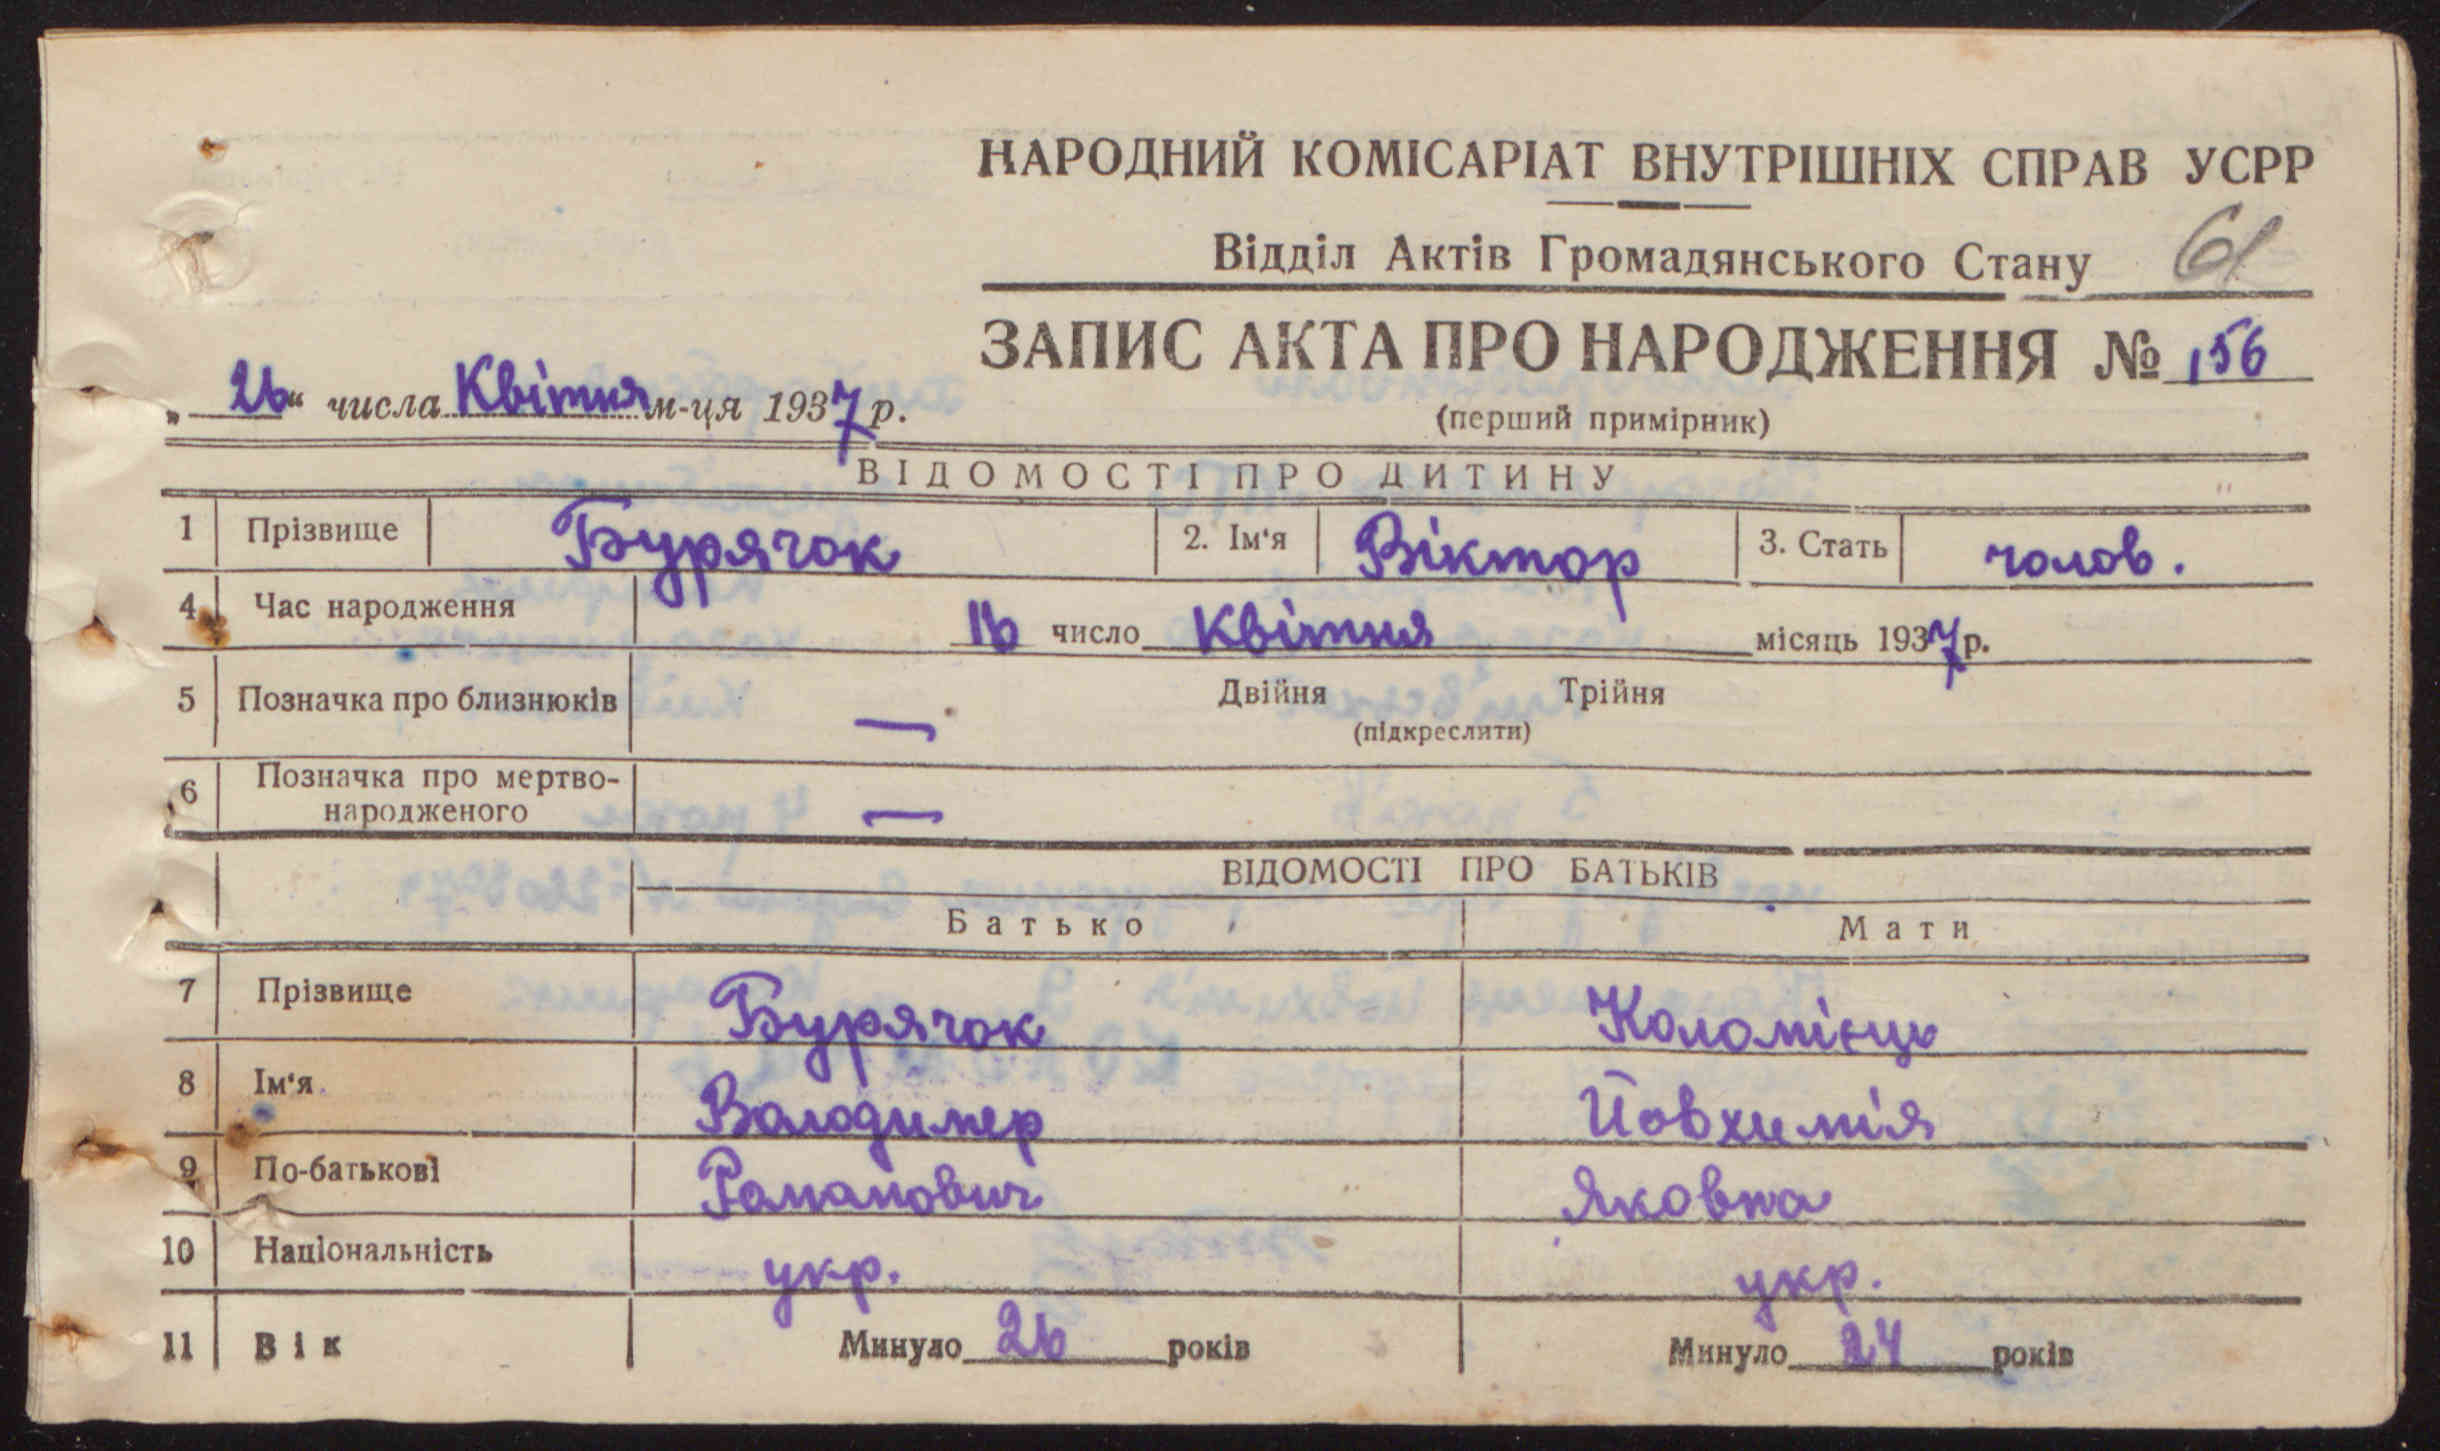 НАРОДНИЙ КОМІСАРІАТ ВНУТРІШНІХ СПРАВ УСРР
Відділ Актів Громадянського Стану 61
ЗАПИС АКТА ПРО НАРОДЖЕННЯ № 156
„26“ числа Квітня м-ця 1937 р.
(перший примірник)
ВІДОМОСТІ ПРО ДИТИНУ
1 Прізвище Бурячок 2. Ім'я Віктор 3. Стать чолов.
4 Час народження 16 число Квітня місяць 1937 р.
5 Позначка про близнюків — Двійня Трійня
(підкреслити)
6 Позначка про мертво-
народженого —
ВІДОМОСТІ ПРО БАТЬКІВ
Батько Мати
7 Прізвище Бурячок Коломієць
8 Ім'я Володимер Йовхимія
9 По-батькові Романович Яковна
10 Національність укр. укр.
11 Вік Минуло 26 років Минуло 24 років